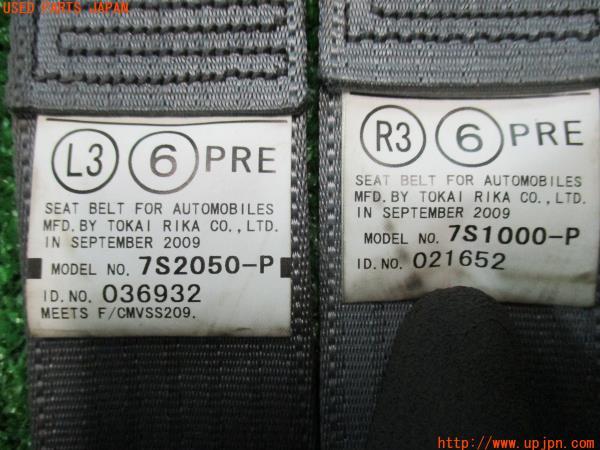 USED PARTS JAPAN
L3 6 PRE
SEAT BELT FOR AUTOMOBILES
MFD. BY TOKAI RIKA CO., LTD.
IN SEPTEMBER 2009
MODEL NO. 7S2050-P
ID. NO. 036932
MEETS F/CMVSS209.
R3 6 PRE
SEAT BELT FOR AUTOMOBILES
MFD. BY TOKAI RIKA CO., LTD.
IN SEPTEMBER 2009
MODEL NO. 7S1000-P
ID. NO. 021652
http://www.upjpn.com/